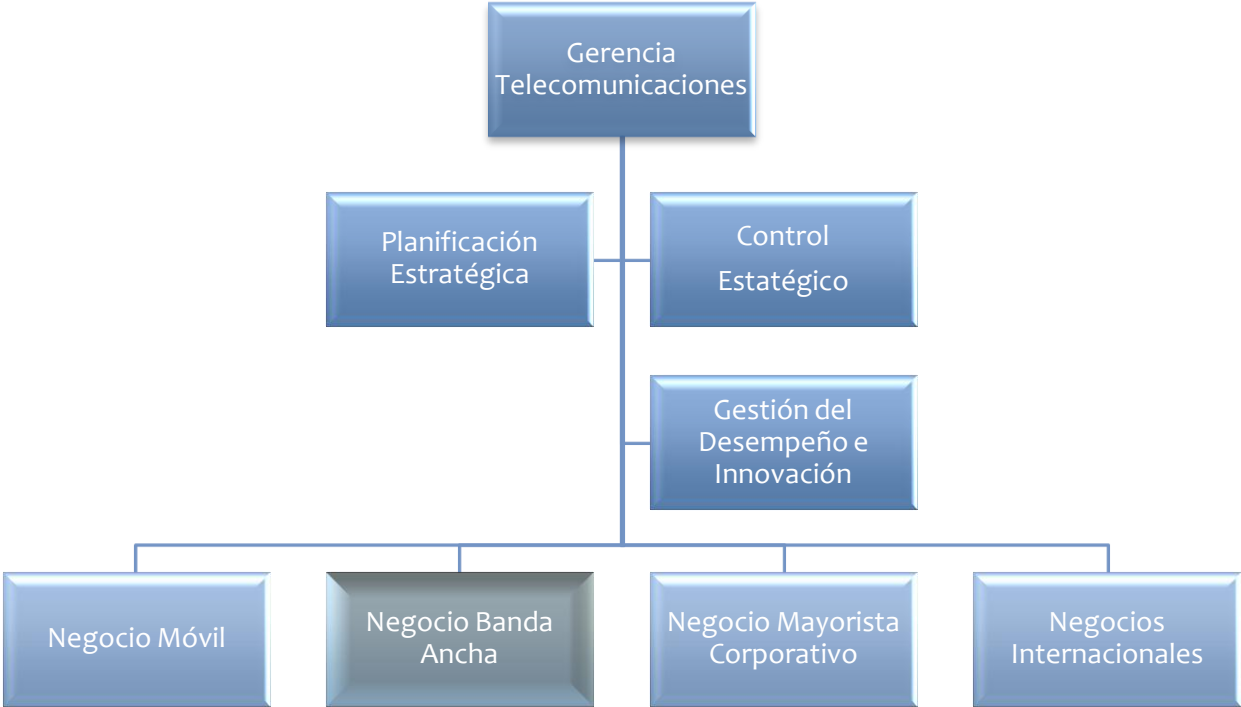 Gerencia
Telecomunicaciones
Planificación
Estratégica
Control
Estatégico
Gestión del
Desempeño e
Innovación
Negocio Móvil
Negocio Banda
Ancha
Negocio Mayorista
Corporativo
Negocios
Internacionales